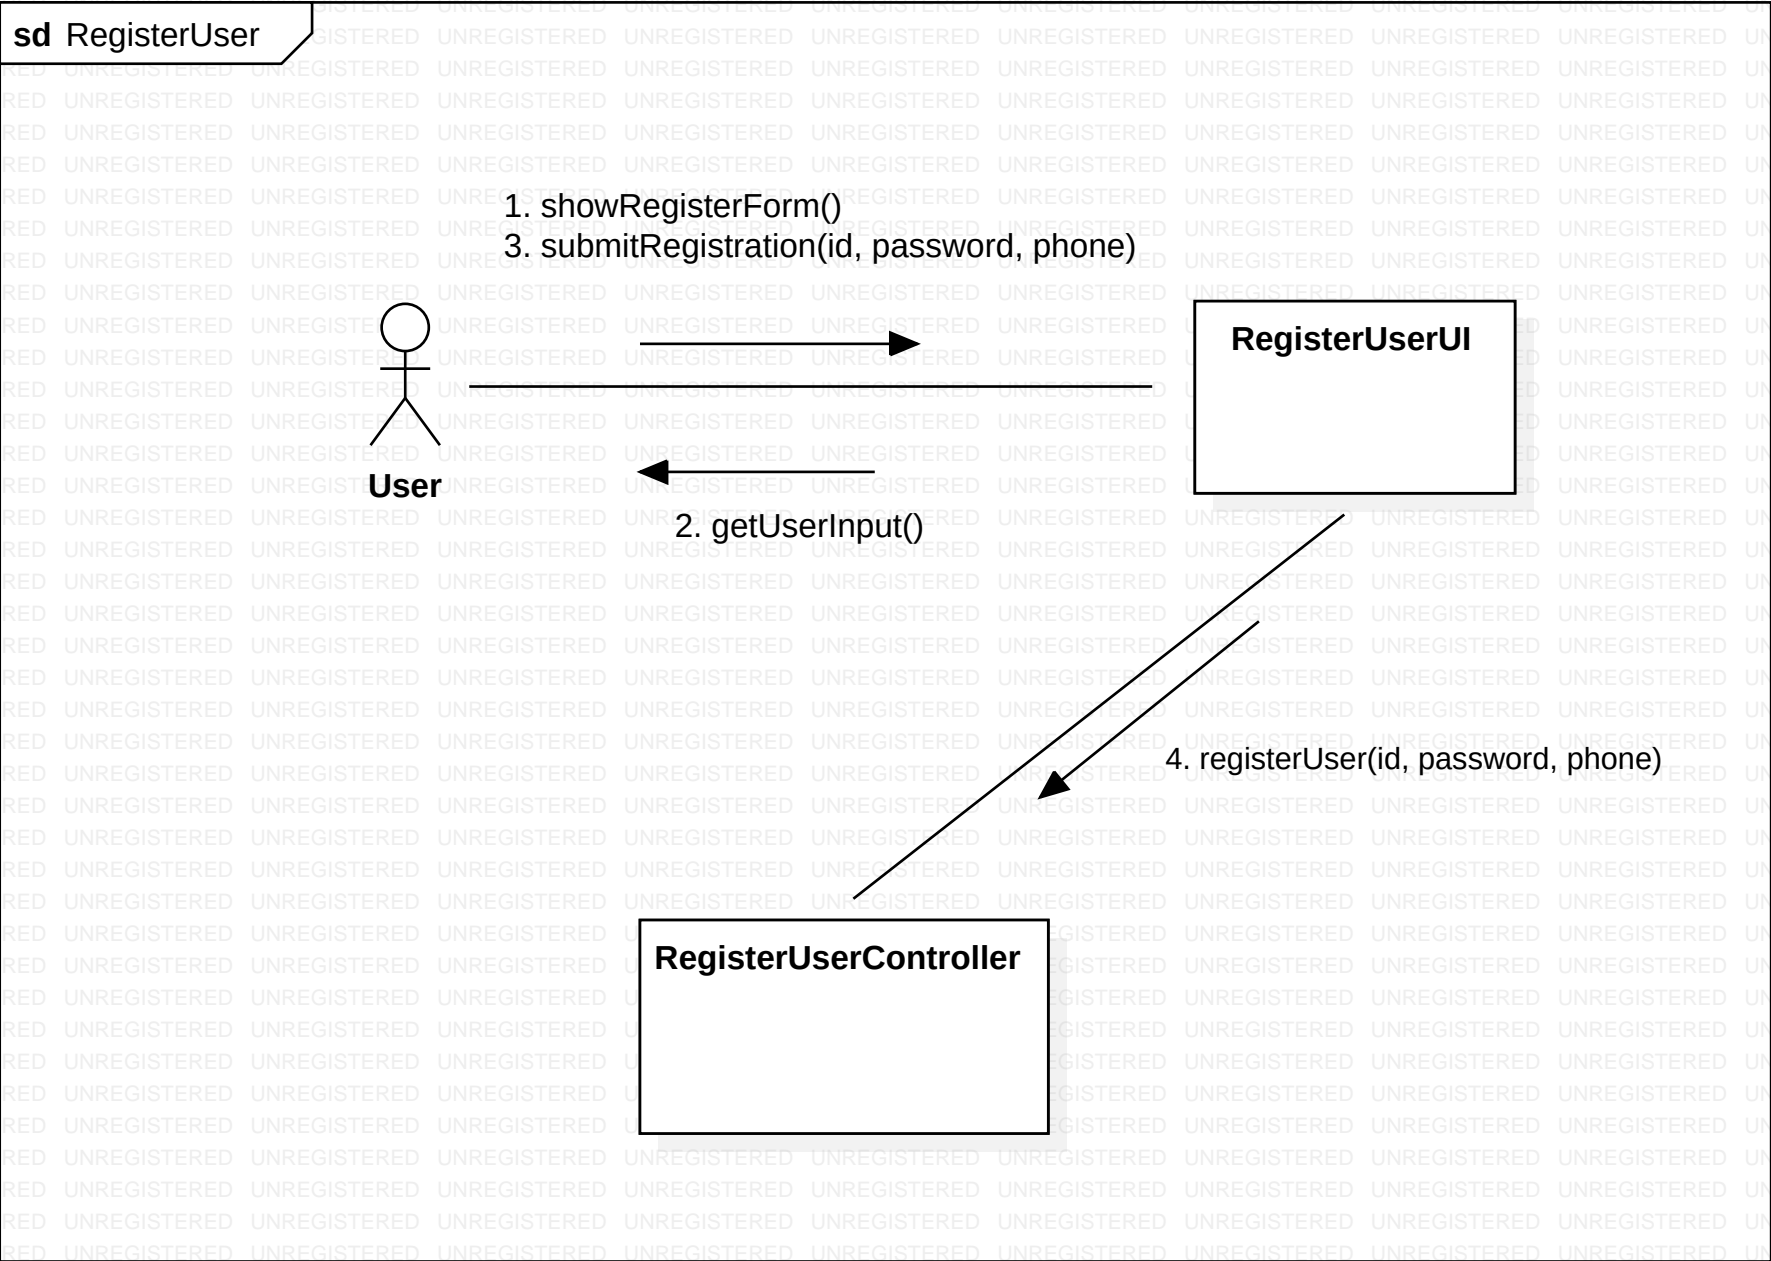 sd RegisterUser
1. showRegisterForm()
3. submitRegistration(id, password, phone)
RegisterUserUI
User
2. getUserInput()
4. registerUser(id, password, phone)
RegisterUserController
UNREGISTERED